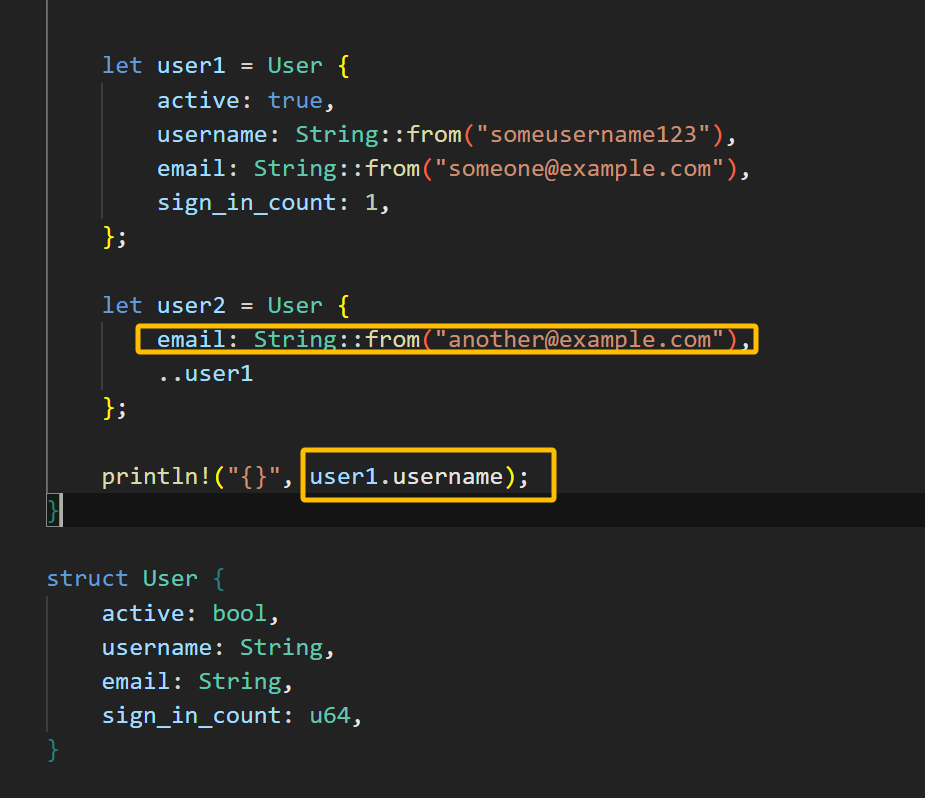 let user1 = User {
active: true,
username: String::from("someusername123"),
email: String::from("someone@example.com"),
sign_in_count: 1,
};
let user2 = User {
email: String::from("another@example.com"),
..user1
};
println!("{}", user1.username);
}
struct User {
active: bool,
username: String,
email: String,
sign_in_count: u64,
}